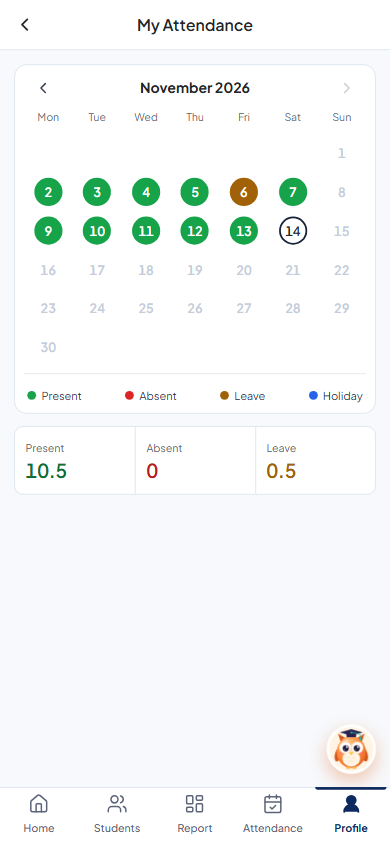 My Attendance
November 2026
Mon Tue Wed Thu Fri Sat Sun
1
2 3 4 5 6 7 8
9 10 11 12 13 14 15
16 17 18 19 20 21 22
23 24 25 26 27 28 29
30
Present Absent Leave Holiday
Present Absent Leave
10.5 0 0.5
Home Students Report Attendance Profile